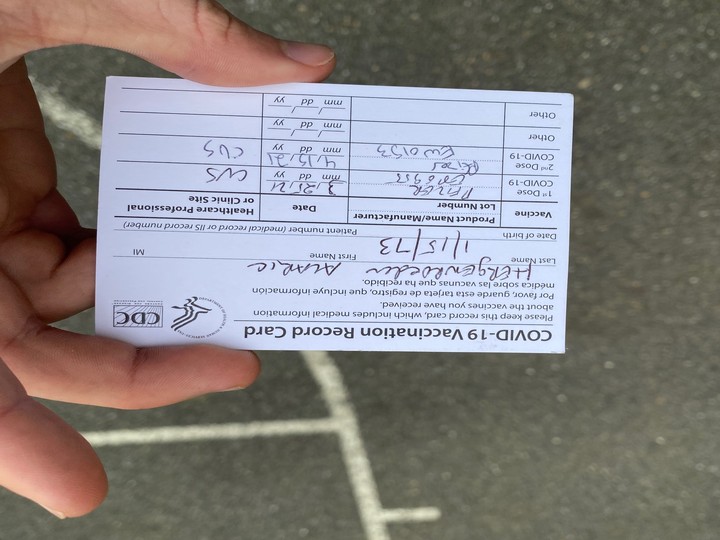 COVID-19 Vaccination Record Card
CDC
Please keep this record card, which includes medical information
about the vaccines you have received.
Por favor, guarde esta tarjeta de registro, que incluye información
médica sobre las vacunas que ha recibido.
HERGENROEDER ALARIC
Last Name First Name MI
1/15/73
Date of birth Patient number (medical record or IIS record number)
Vaccine Product Name/Manufacturer Lot Number Date Healthcare Professional or Clinic Site
1st Dose COVID-19 PFIZER 3,25,21 mm dd yy CVS
2nd Dose COVID-19 EW0153 4,15,21 mm dd yy CVS
Other / / mm dd yy
Other / / mm dd yy